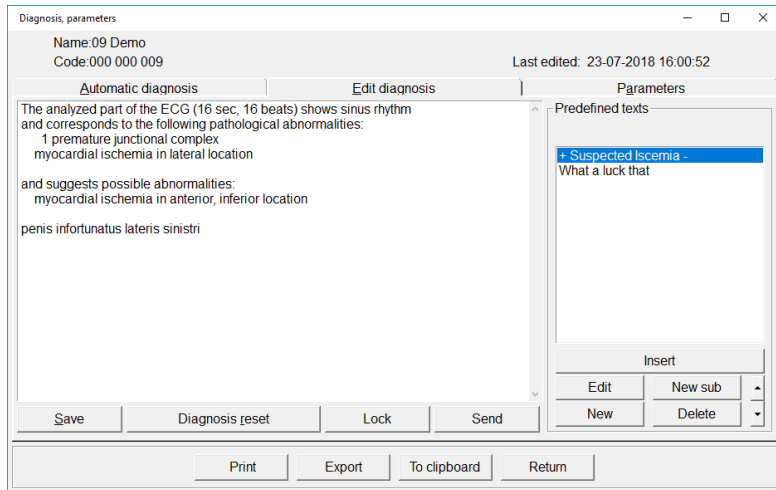 Diagnosis, parameters
Name:09 Demo
Code:000 000 009
Last edited: 23-07-2018 16:00:52
Automatic diagnosis
Edit diagnosis
Parameters
The analyzed part of the ECG (16 sec, 16 beats) shows sinus rhythm
and corresponds to the following pathological abnormalities:
1 premature junctional complex
myocardial ischemia in lateral location
and suggests possible abnormalities:
myocardial ischemia in anterior, inferior location
penis infortunatus lateris sinistri
Predefined texts
+ Suspected Iscemia -
What a luck that
Insert
Edit
New sub
New
Delete
Save
Diagnosis reset
Lock
Send
Print
Export
To clipboard
Return